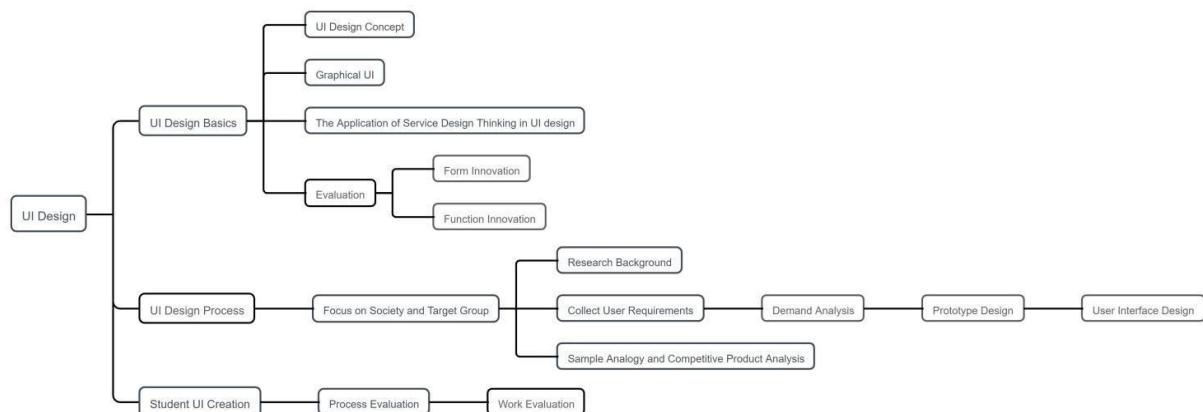 UI Design Concept
Graphical UI
UI Design Basics
The Application of Service Design Thinking in UI design
Form Innovation
Evaluation
Function Innovation
UI Design
Research Background
UI Design Process
Focus on Society and Target Group
Collect User Requirements
Demand Analysis
Prototype Design
User Interface Design
Sample Analogy and Competitive Product Analysis
Student UI Creation
Process Evaluation
Work Evaluation